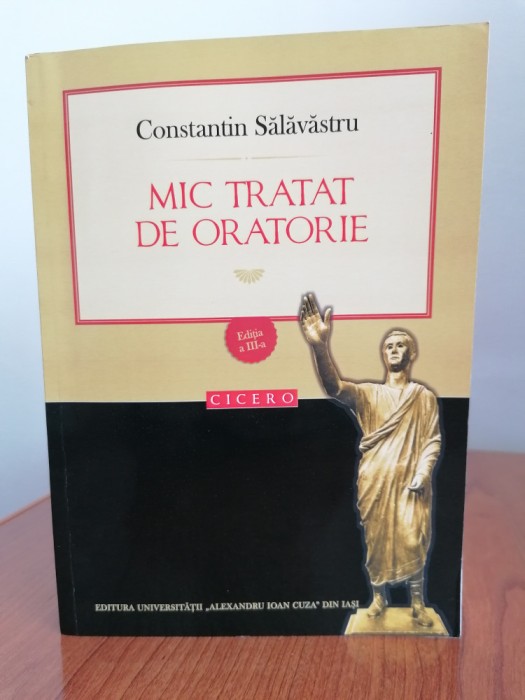 Constantin Sălăvăstru
MIC TRATAT
DE ORATORIE
Ediția
a III-a
CICERO
EDITURA UNIVERSITĂȚII „ALEXANDRU IOAN CUZA” DIN IAȘI